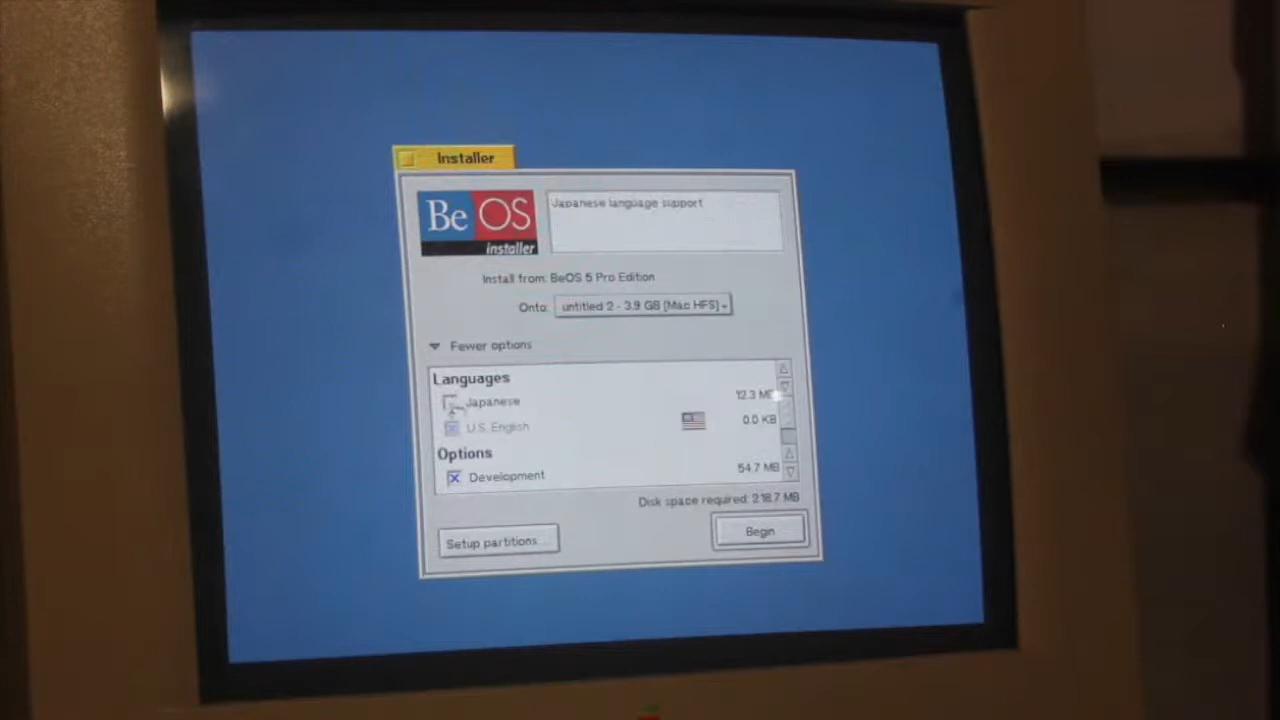 Installer
Be OS
installer
Japanese language support
Install from: BeOS 5 Pro Edition
Onto: untitled 2 - 3.9 GB [Mac HFS]
Fewer options
Languages
Japanese 12.3 MB
U.S. English 0.0 KB
Options
Development 54.7 MB
Disk space required: 218.7 MB
Setup partitions... Begin